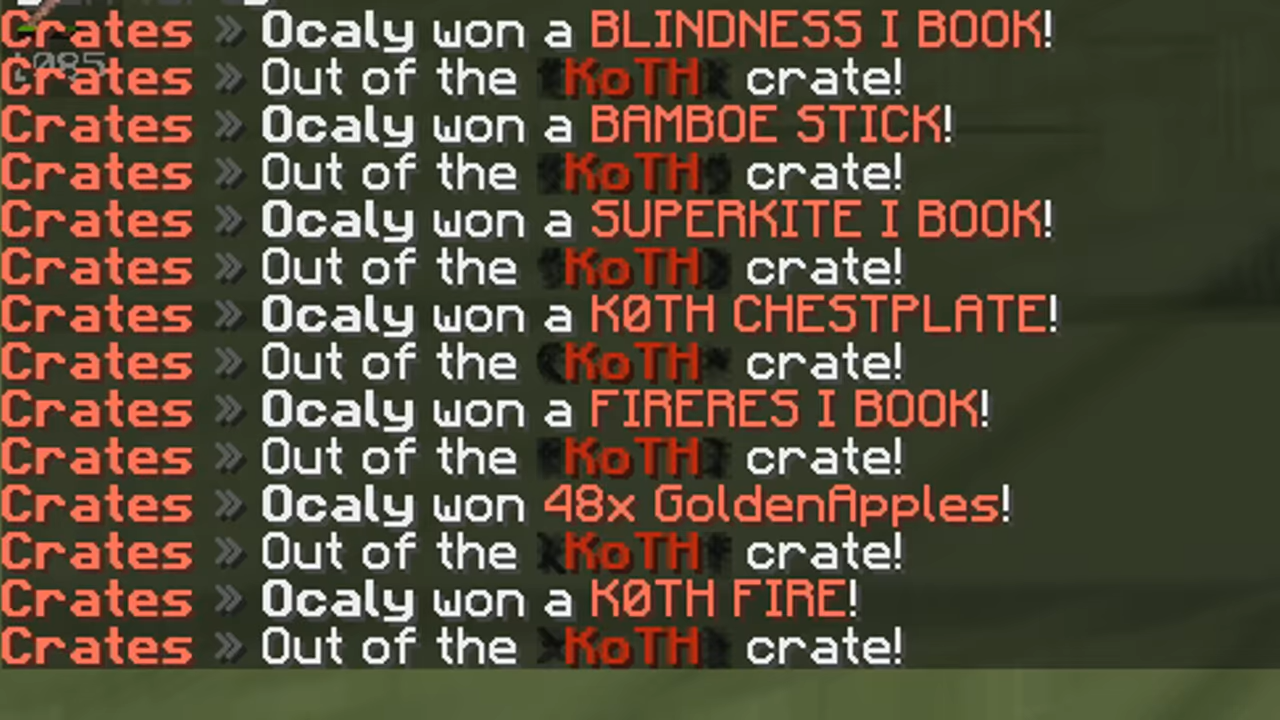 Crates » Ocaly won a BLINDNESS I BOOK!
Crates » Out of the KoTH crate!
Crates » Ocaly won a BAMBOE STICK!
Crates » Out of the KoTH crate!
Crates » Ocaly won a SUPERKITE I BOOK!
Crates » Out of the KoTH crate!
Crates » Ocaly won a KØTH CHESTPLATE!
Crates » Out of the KoTH crate!
Crates » Ocaly won a FIRERES I BOOK!
Crates » Out of the KoTH crate!
Crates » Ocaly won 48x GoldenApples!
Crates » Out of the KoTH crate!
Crates » Ocaly won a KØTH FIRE!
Crates » Out of the KoTH crate!